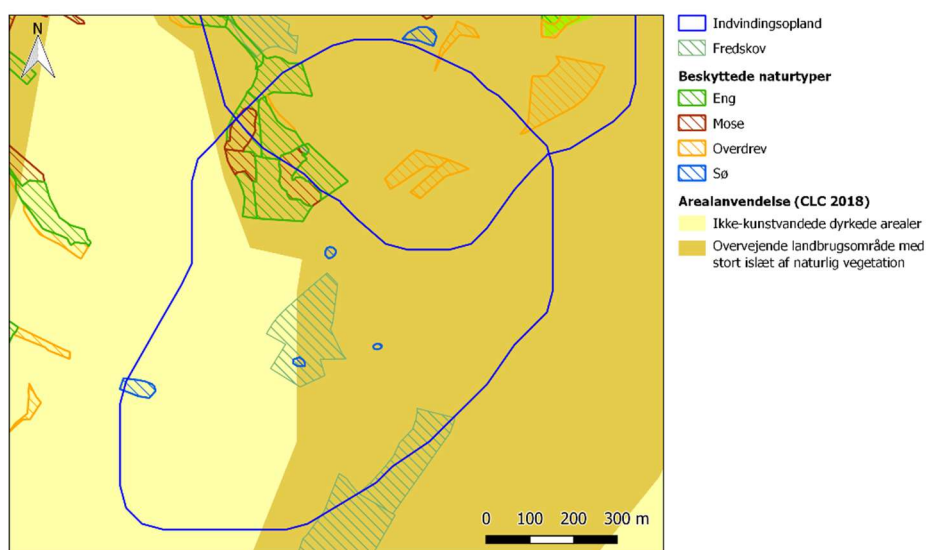 N
Indvindingsopland
Fredskov
Beskyttede naturtyper
Eng
Mose
Overdrev
Sø
Arealanvendelse (CLC 2018)
Ikke-kunstvandede dyrkede arealer
Overvejende landbrugsområde med
stort islæt af naturlig vegetation
0 100 200 300 m